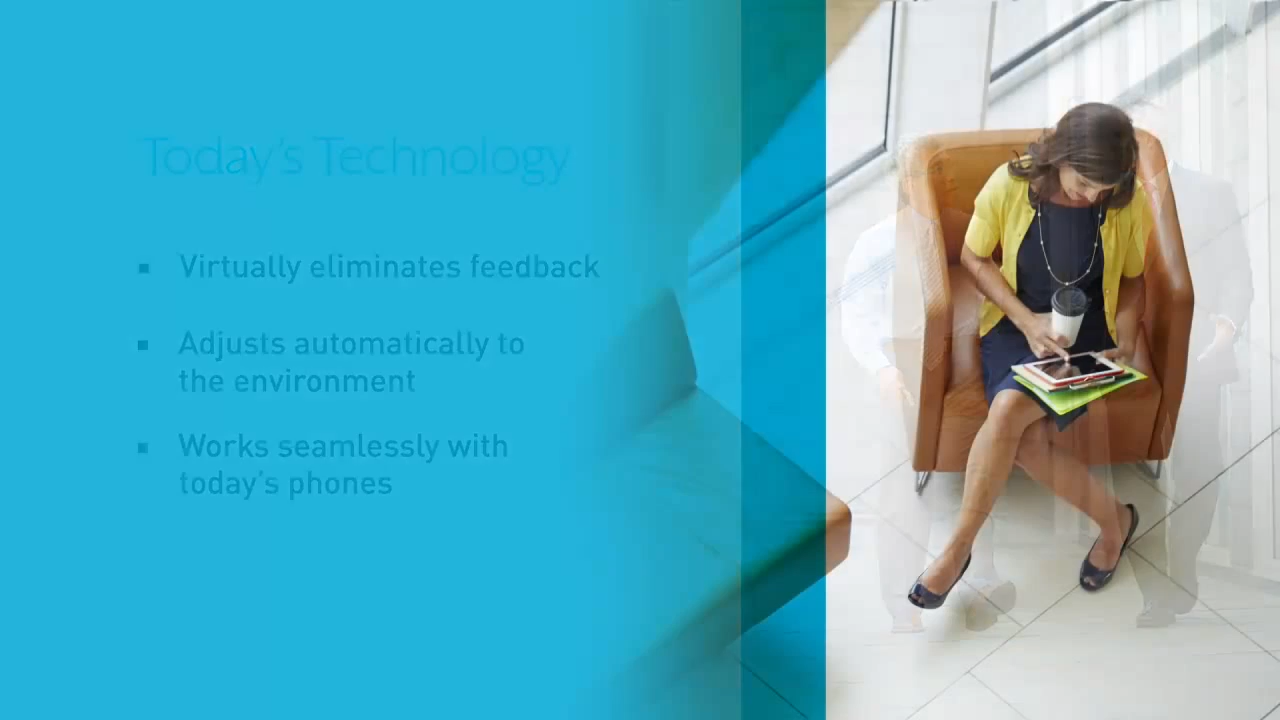 Today's Technology
▪ Virtually eliminates feedback
▪ Adjusts automatically to
the environment
▪ Works seamlessly with
today's phones